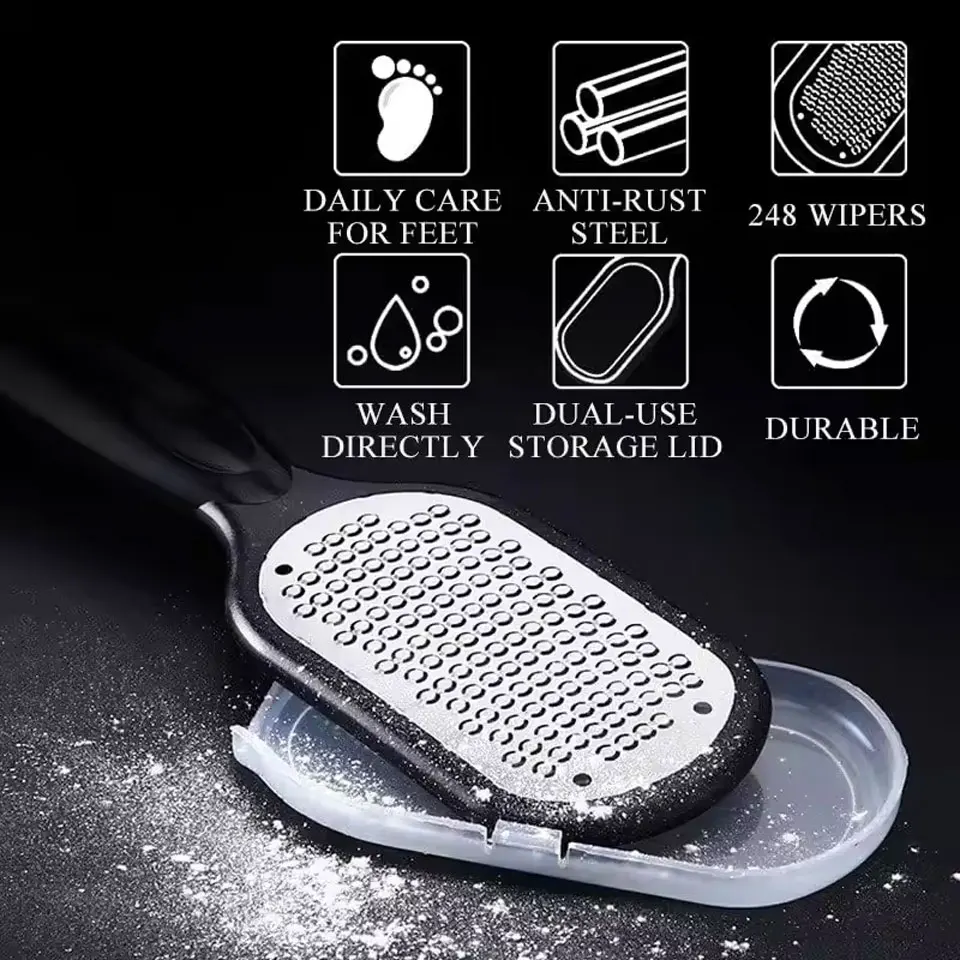 DAILY CARE
FOR FEET
ANTI-RUST
STEEL
248 WIPERS
WASH
DIRECTLY
DUAL-USE
STORAGE LID
DURABLE